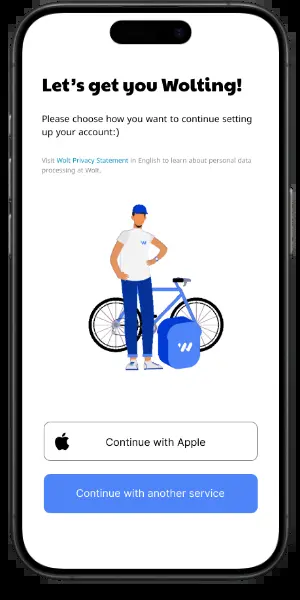 Let's get you Wolting!
Please choose how you want to continue setting
up your account:)
Visit Wolt Privacy Statement in English to learn about personal data
processing at Wolt.
Continue with Apple
Continue with another service